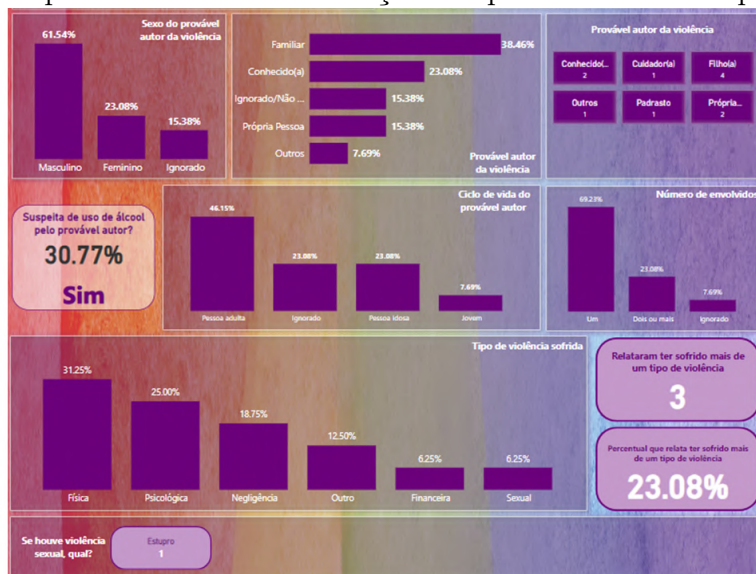 Sexo do provável
autor da violência
61.54%
23.08%
15.38%
Masculino
Feminino
Ignorado
Familiar
38.46%
Conhecido(a)
23.08%
Ignorado/Não ...
15.38%
Própria Pessoa
15.38%
Outros
7.69%
Provável autor
da violência
Provável autor da violência
Conhecido(...
2
Cuidador(a)
1
Filho(a)
4
Outros
1
Padrasto
1
Própria...
2
Suspeita de uso de álcool
pelo provável autor?
30.77%
Sim
Ciclo de vida do
provável autor
46.15%
23.08%
23.08%
7.69%
Pessoa adulta
Ignorado
Pessoa idosa
Jovem
Número de envolvidos
69.23%
23.08%
7.69%
Um
Dois ou mais
Ignorado
Tipo de violência sofrida
31.25%
25.00%
18.75%
12.50%
6.25%
6.25%
Física
Psicológica
Negligência
Outro
Financeira
Sexual
Relataram ter sofrido mais de
um tipo de violência
3
Percentual que relata ter sofrido mais
de um tipo de violência
23.08%
Se houve violência
sexual, qual?
Estupro
1